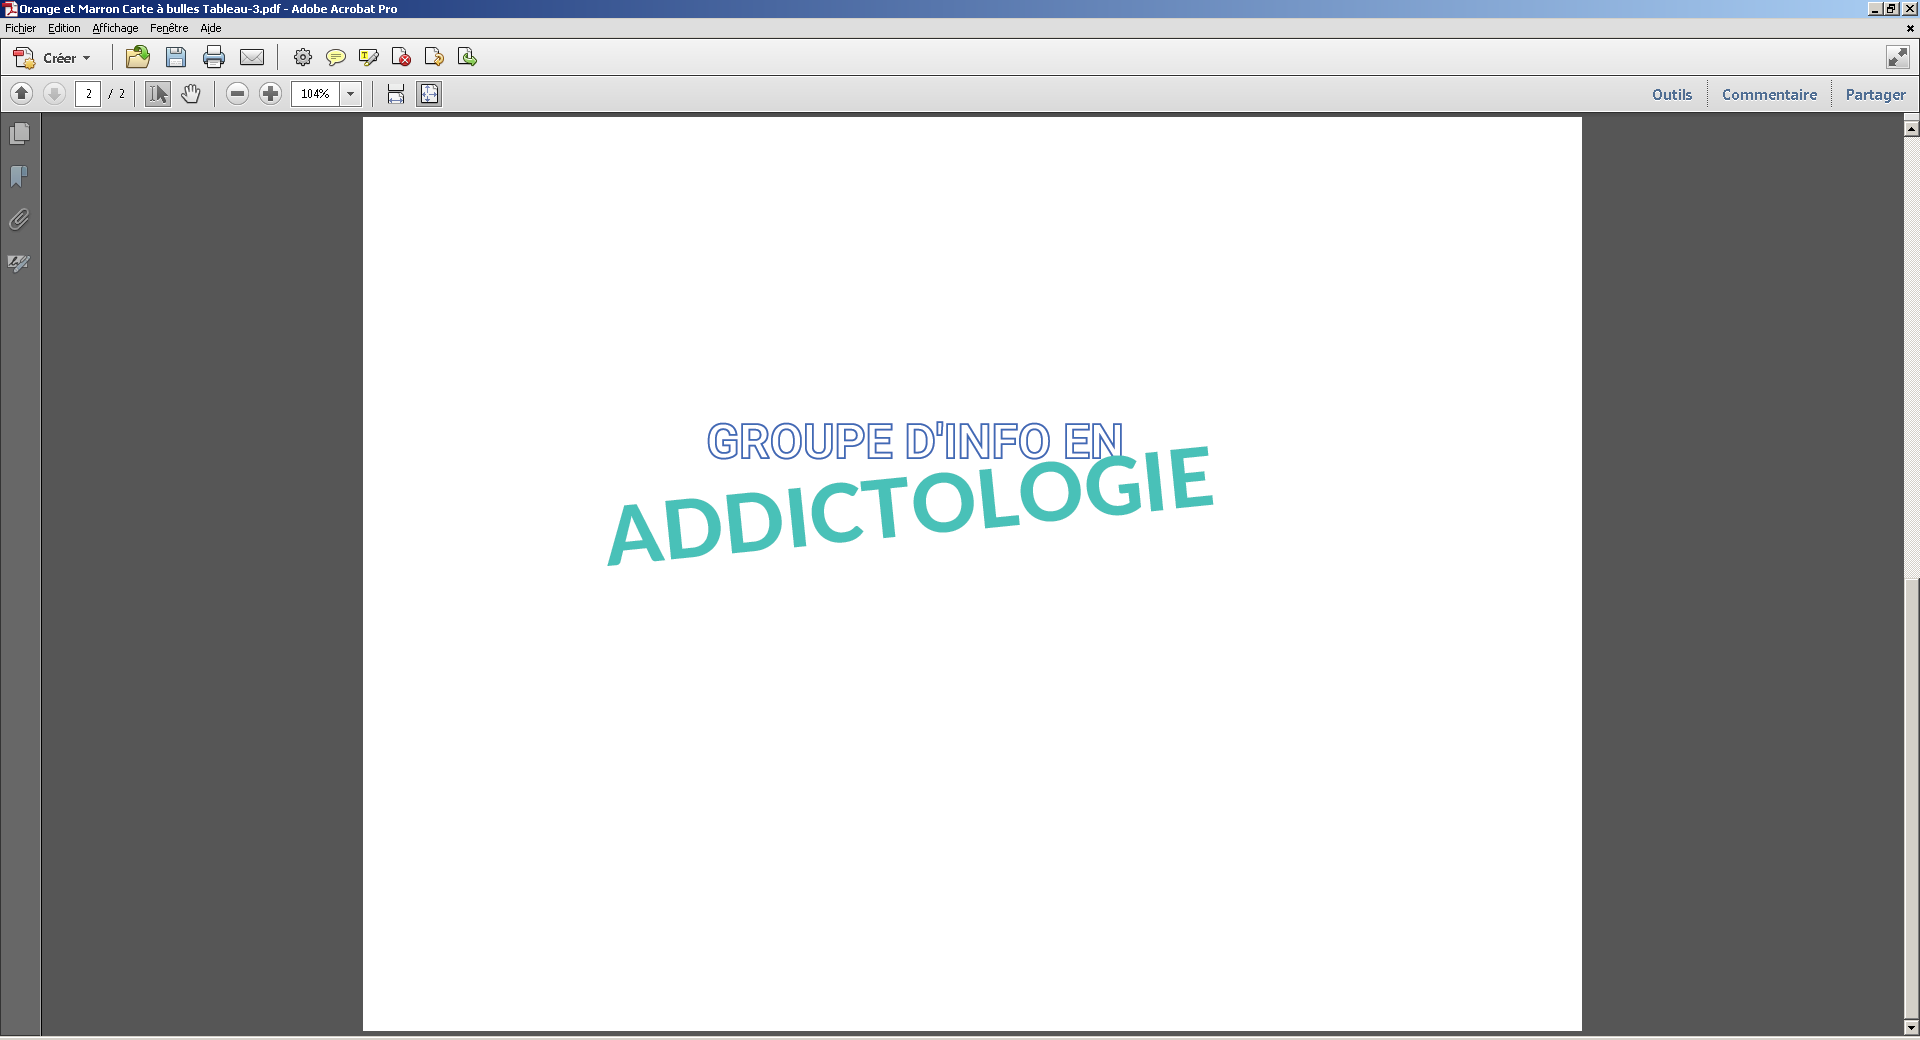 Orange et Marron Carte à bulles Tableau-3.pdf - Adobe Acrobat Pro
Fichier Edition Affichage Fenêtre Aide
Créer
2 / 2 104% Outils Commentaire Partager
GROUPE D'INFO EN
ADDICTOLOGIE